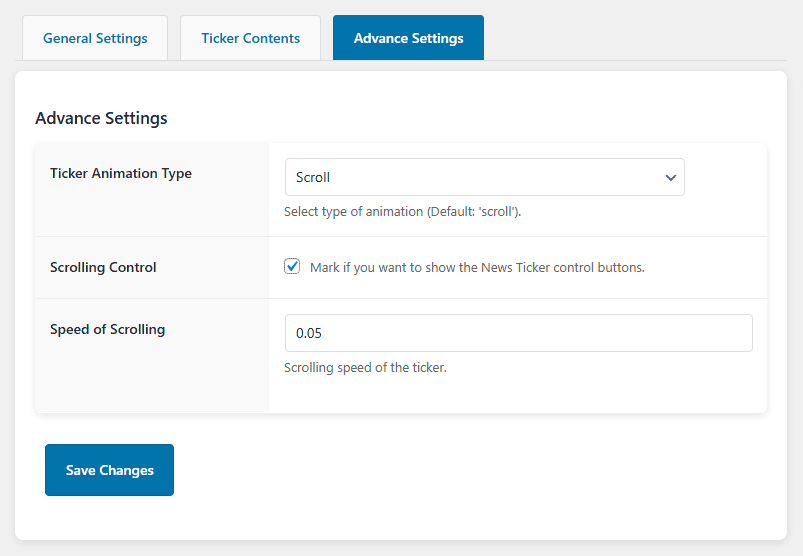 General Settings
Ticker Contents
Advance Settings
Advance Settings
Ticker Animation Type
Scroll
Select type of animation (Default: 'scroll').
Scrolling Control
Mark if you want to show the News Ticker control buttons.
Speed of Scrolling
0.05
Scrolling speed of the ticker.
Save Changes